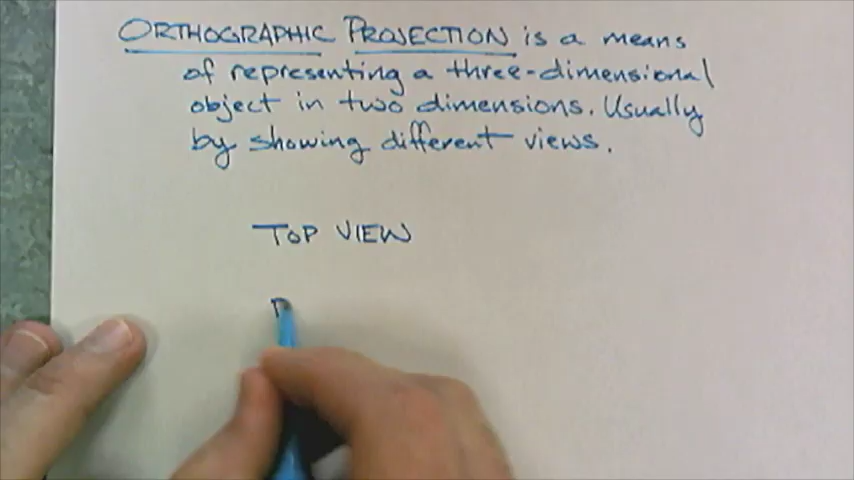 ORTHOGRAPHIC PROJECTION is a means
of representing a three-dimensional
object in two dimensions. Usually
by showing different views.
TOP VIEW